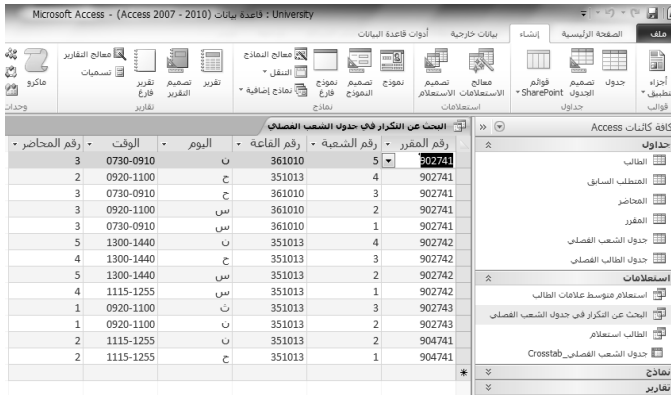 University : قاعدة بيانات (Access 2007 - 2010) - Microsoft Access
ملف الصفحة الرئيسية إنشاء بيانات خارجية أدوات قاعدة البيانات
أجزاء تطبيق
جدول
تصميم الجدول
قوائم SharePoint
معالج الاستعلامات
تصميم الاستعلام
نموذج
تصميم النموذج
نموذج فارغ
معالج النماذج
التنقل
نماذج إضافية
تقرير
تصميم التقرير
تقرير فارغ
معالج التقارير
تسميات
ماكرو
قوالب جداول استعلامات نماذج تقارير وحدات
كافة كائنات Access
جداول
الطالب
المتطلب السابق
المحاضر
المقرر
جدول الشعب الفصلي
جدول الطالب الفصلي
استعلامات
استعلام متوسط علامات الطالب
البحث عن التكرار في جدول الشعب الفصلي
الطالب استعلام
جدول الشعب الفصلي_Crosstab
نماذج
تقارير
البحث عن التكرار في جدول الشعب الفصلي
رقم المقرر رقم الشعبة رقم القاعة اليوم الوقت رقم المحاضر
902741 5 361010 ن 0730-0910 3
902741 4 351013 ح 0920-1100 2
902741 3 361010 ح 0730-0910 3
902741 2 361010 س 0920-1100 3
902741 1 361010 س 0730-0910 3
902742 4 351013 ن 1300-1440 5
902742 3 351013 ح 1300-1440 4
902742 2 351013 س 1300-1440 5
902742 1 351013 س 1115-1255 4
902743 3 351013 ث 0920-1100 1
902743 2 351013 ن 0920-1100 1
904741 2 351013 ن 1115-1255 2
904741 1 351013 ح 1115-1255 2